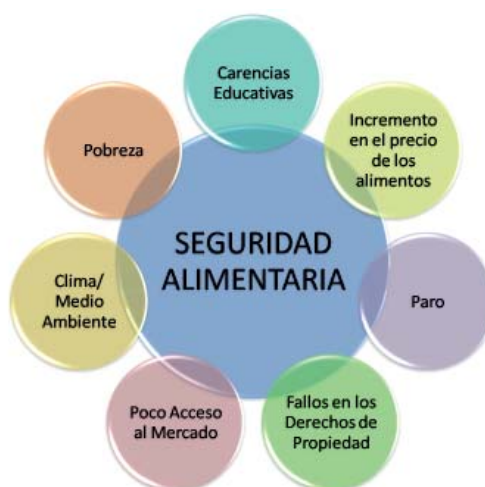 Carencias
Educativas
Incremento
en el precio
de los
alimentos
Pobreza
SEGURIDAD
ALIMENTARIA
Clima/
Medio
Ambiente
Paro
Poco Acceso
al Mercado
Fallos en los
Derechos de
Propiedad